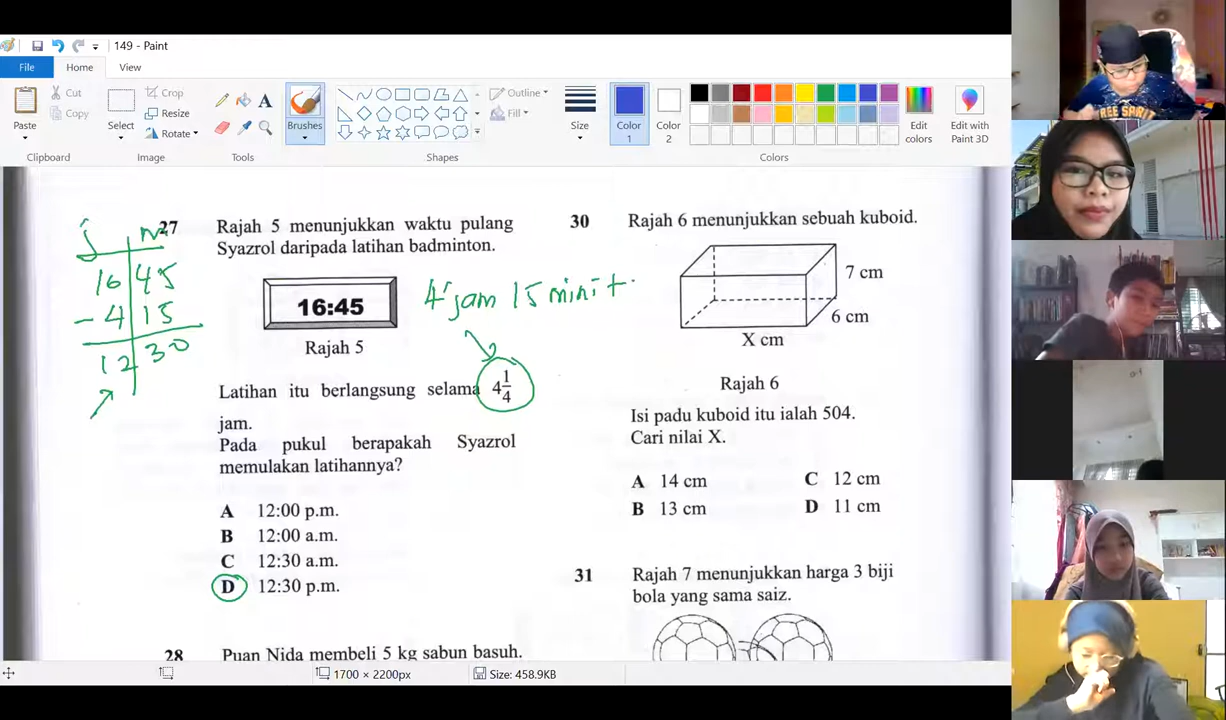 149 - Paint
File
Home
View
Paste
Cut
Copy
Clipboard
Select
Crop
Resize
Rotate
Image
A
Tools
Brushes
Shapes
Outline
Fill
Size
Color 1
Color 2
Colors
Edit colors
Edit with Paint 3D
27 Rajah 5 menunjukkan waktu pulang
Syazrol daripada latihan badminton.
j m
16 45
- 4 15
12 30
16:45
4 jam 15 minit
Rajah 5
Latihan itu berlangsung selama 4 1/4
jam.
Pada pukul berapakah Syazrol
memulakan latihannya?
A 12:00 p.m.
B 12:00 a.m.
C 12:30 a.m.
D 12:30 p.m.
28 Puan Nida membeli 5 kg sabun basuh.
30 Rajah 6 menunjukkan sebuah kuboid.
7 cm
6 cm
X cm
Rajah 6
Isi padu kuboid itu ialah 504.
Cari nilai X.
A 14 cm C 12 cm
B 13 cm D 11 cm
31 Rajah 7 menunjukkan harga 3 biji
bola yang sama saiz.
1700 × 2200px
Size: 458.9KB